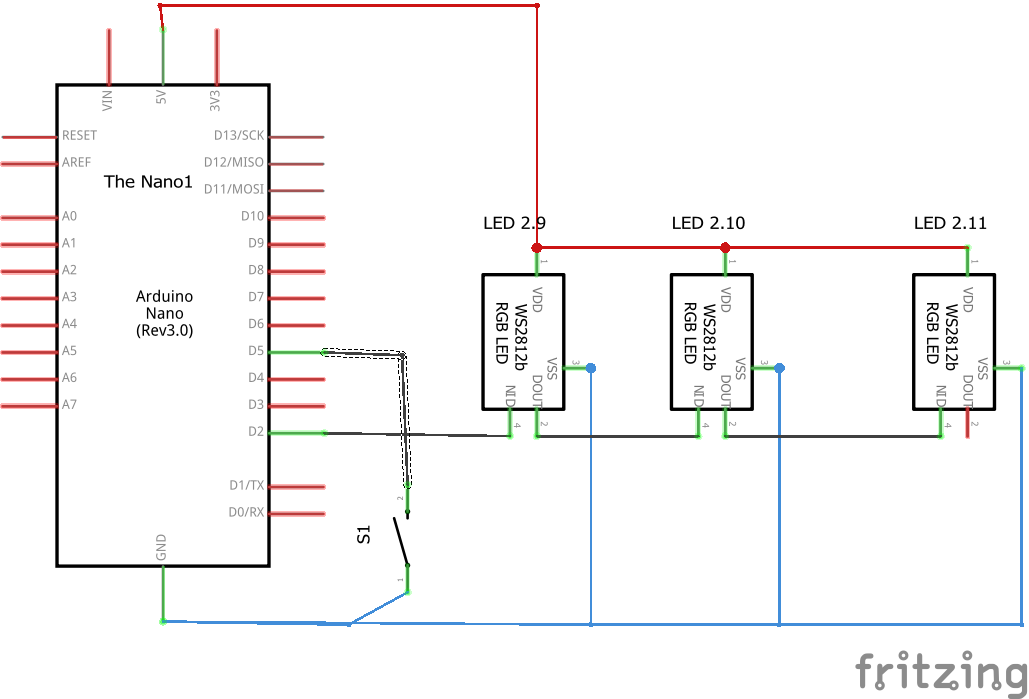 VIN
5V
3V3
RESET
D13/SCK
AREF
D12/MISO
The Nano1
D11/MOSI
A0
D10
A1
D9
A2
D8
A3
D7
Arduino
Nano
(Rev3.0)
A4
D6
A5
D5
A6
D4
A7
D3
D2
D1/TX
D0/RX
GND
S1
2
1
LED 2.9
1
VDD
WS2812b
RGB LED
VSS
3
NID
DOUT
4
2
LED 2.10
1
VDD
WS2812b
RGB LED
VSS
3
NID
DOUT
4
2
LED 2.11
1
VDD
WS2812b
RGB LED
VSS
3
NID
DOUT
4
2
fritzing